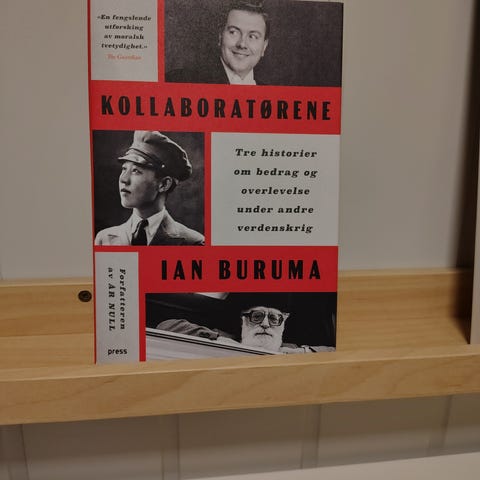 «En fengslende
utforsking
av moralsk
tvetydighet.»
The Guardian
KOLLABORATØRENE
Tre historier
om bedrag og
overlevelse
under andre
verdenskrig
IAN BURUMA
Forfatteren
av ÅR NULL
press